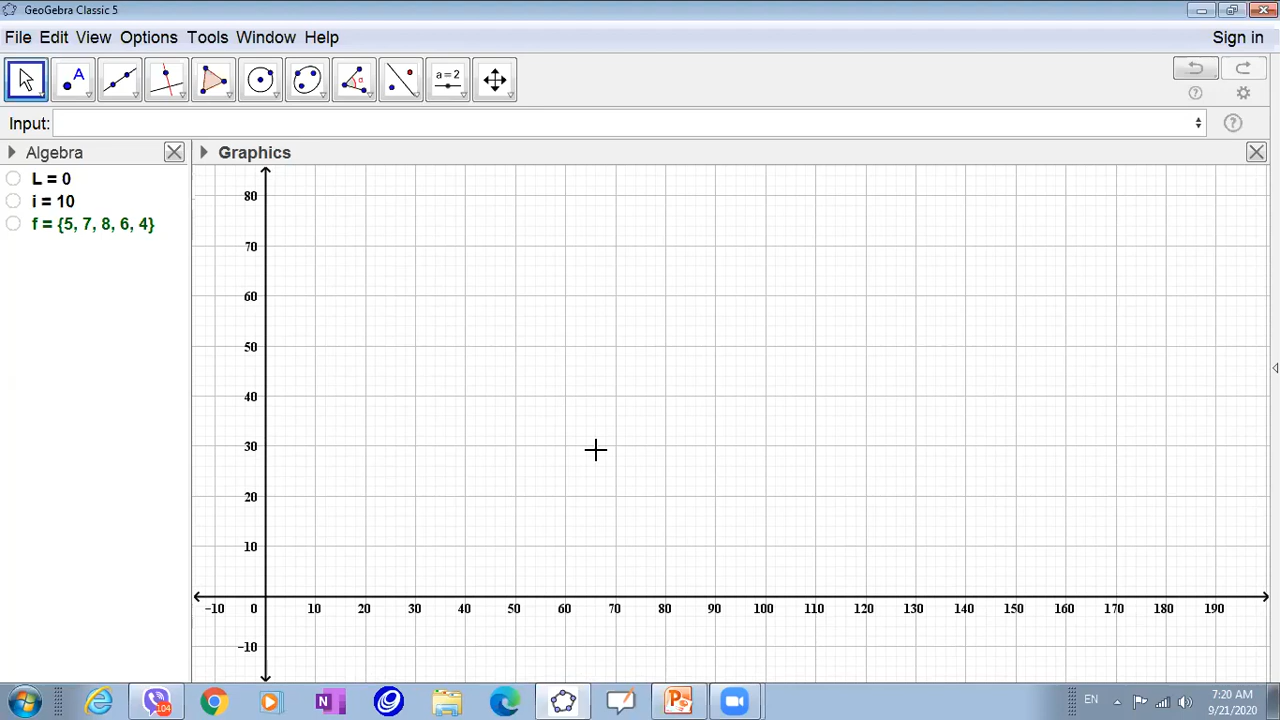 GeoGebra Classic 5
File Edit View Options Tools Window Help Sign in
A a=2
Input:
Algebra Graphics
L = 0
i = 10
f = {5, 7, 8, 6, 4}
80
70
60
50
40
30
20
10
-10 0 10 20 30 40 50 60 70 80 90 100 110 120 130 140 150 160 170 180 190
-10
104 EN 7:20 AM
9/21/2020